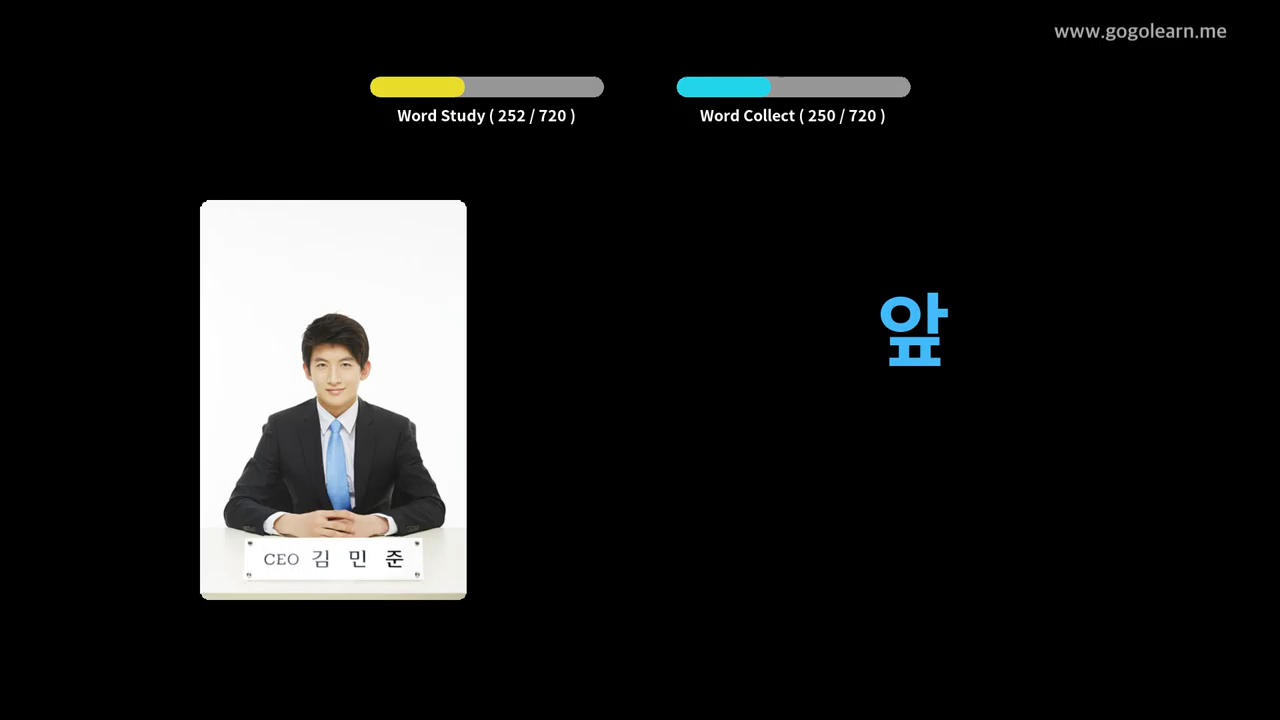 www.gogolearn.me
Word Study ( 252 / 720 )
Word Collect ( 250 / 720 )
앞
CEO 김 민 준